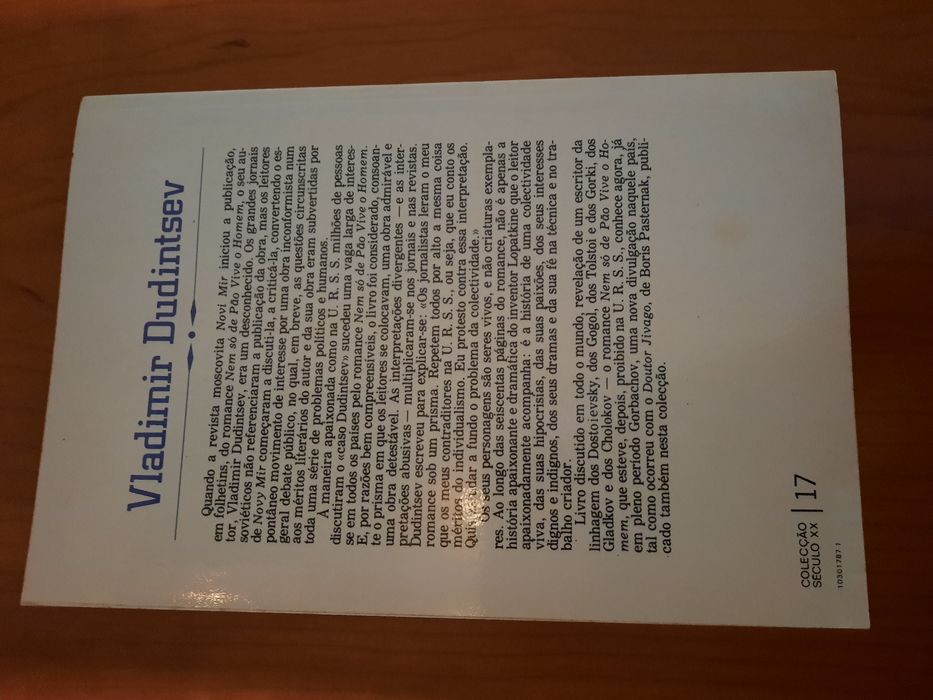 Vladimir Dudintsev
Quando a revista moscovita Novi Mir iniciou a publicação,
em folhetins, do romance Nem só de Pão Vive o Homem, o seu au-
tor, Vladimir Dudintsev, era um desconhecido. Os grandes jornais
soviéticos não referenciaram a publicação da obra, mas os leitores
de Novy Mir começaram a discuti-la, a criticá-la, convertendo o es-
pontâneo movimento de interesse por uma obra inconformista num
geral debate público, no qual, em breve, as questões circunscritas
aos méritos literários do autor e da sua obra eram subvertidas por
toda uma série de problemas políticos e humanos.
A maneira apaixonada como na U. R. S. S. milhões de pessoas
discutiram o «caso Dudintsev» sucedeu uma vaga larga de interes-
se em todos os países pelo romance Nem só de Pão Vive o Homem.
E, por razões bem compreensíveis, o livro foi considerado, consoan-
te o prisma em que os leitores se colocavam, uma obra admirável e
uma obra detestável. As interpretações divergentes — e as inter-
pretações abusivas — multiplicaram-se nos jornais e nas revistas.
Dudintsev escreveu para explicar-se: «Os jornalistas leram o meu
romance sob um prisma. Repetem todos por alto a mesma coisa
que os meus contraditores na U. R. S. S., ou seja, que eu conto os
méritos do individualismo. Eu protesto contra essa interpretação.
Quis estudar a fundo o problema da colectividade.»
Os seus personagens são seres vivos, e não criaturas exempla-
res. Ao longo das seiscentas páginas do romance, não é apenas a
história apaixonante e dramática do inventor Lopatkine que o leitor
apaixonadamente acompanha: é a história de uma colectividade
viva, das suas hipocrisias, das suas paixões, dos seus interesses
dignos e indignos, dos seus dramas e da sua fé na técnica e no tra-
balho criador.
Livro discutido em todo o mundo, revelação de um escritor da
linhagem dos Dostoievsky, dos Gogol, dos Tolstoi e dos Gorki, dos
Gladkov e dos Cholokov — o romance Nem só de Pão Vive o Ho-
mem, que esteve, depois, proibido na U. R. S. S., conhece agora, já
em pleno período Gorbachov, uma nova divulgação naquele país,
tal como ocorreu com o Doutor Jivago, de Boris Pasternak, publi-
cado também nesta colecção.
COLECÇÃO
SÉCULO XX | 17
10301787 1